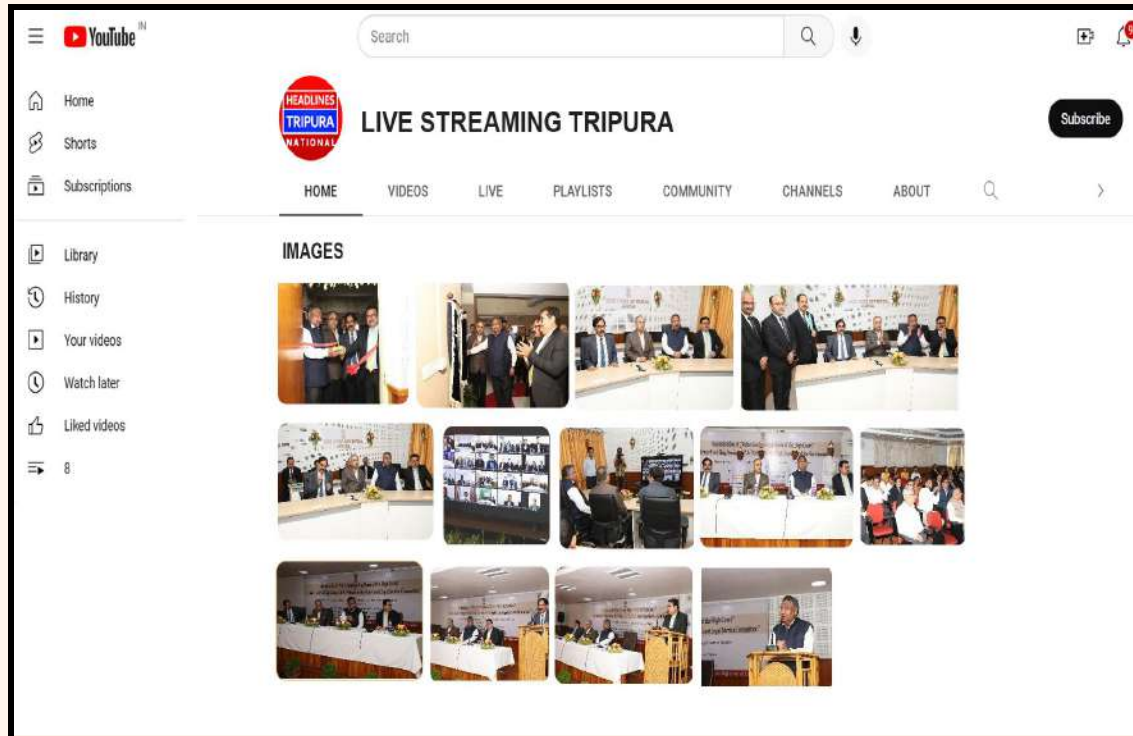 YouTube IN
Search
9
Home
Shorts
Subscriptions
Library
History
Your videos
Watch later
Liked videos
8
HEADLINES
TRIPURA
NATIONAL
LIVE STREAMING TRIPURA
Subscribe
HOME VIDEOS LIVE PLAYLISTS COMMUNITY CHANNELS ABOUT
IMAGES